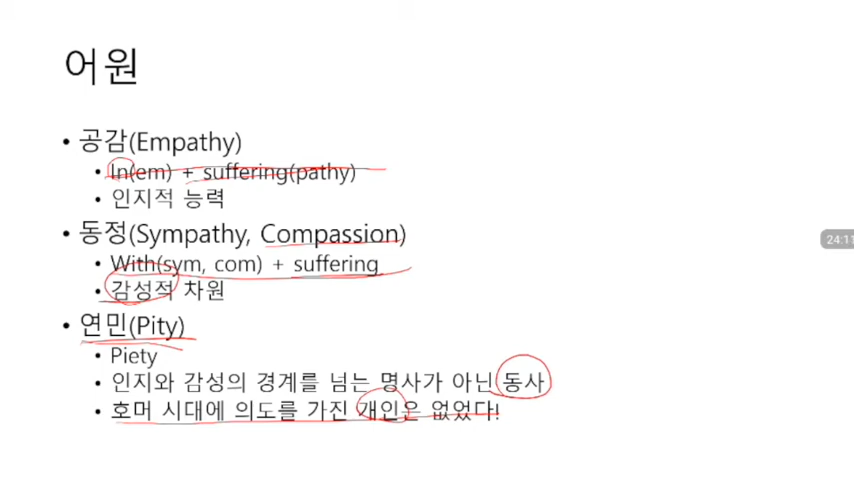 어원
• 공감(Empathy)
• In(em) + suffering(pathy)
• 인지적 능력
• 동정(Sympathy, Compassion)
• With(sym, com) + suffering
• 감성적 차원
• 연민(Pity)
• Piety
• 인지와 감성의 경계를 넘는 명사가 아닌 동사
• 호머 시대에 의도를 가진 개인은 없었다!
24:11